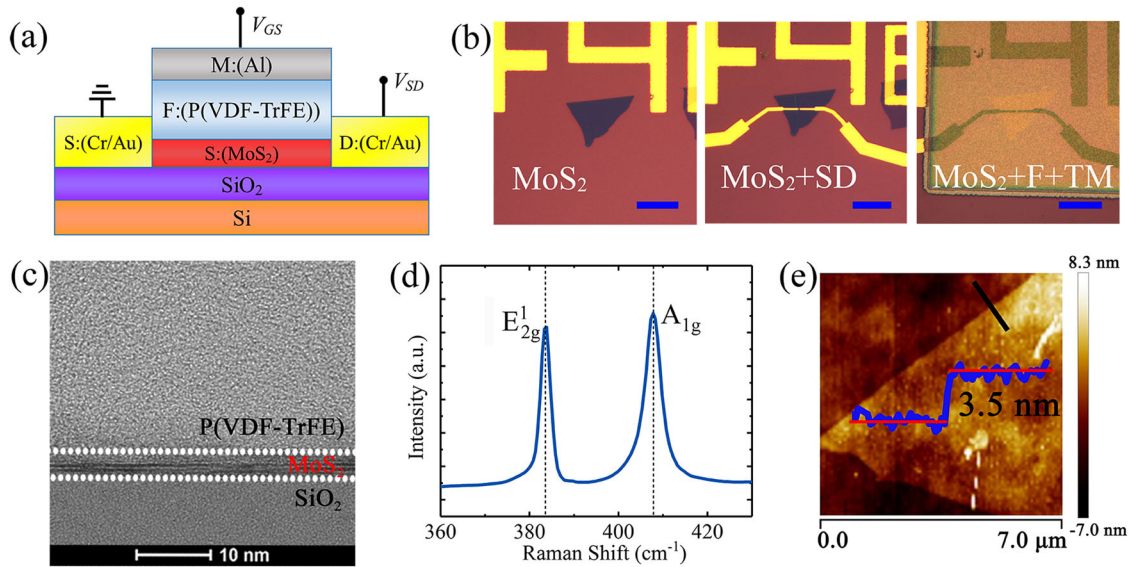 (a)
V_GS
M:(Al)
F:(P(VDF-TrFE))
V_SD
S:(Cr/Au)
S:(MoS₂)
D:(Cr/Au)
SiO₂
Si
(b)
MoS₂
MoS₂+SD
MoS₂+F+TM
(c)
P(VDF-TrFE)
MoS₂
SiO₂
10 nm
(d)
E¹₂g
A₁g
Intensity (a.u.)
360 380 400 420
Raman Shift (cm⁻¹)
(e)
8.3 nm
3.5 nm
-7.0 nm
0.0 7.0 μm